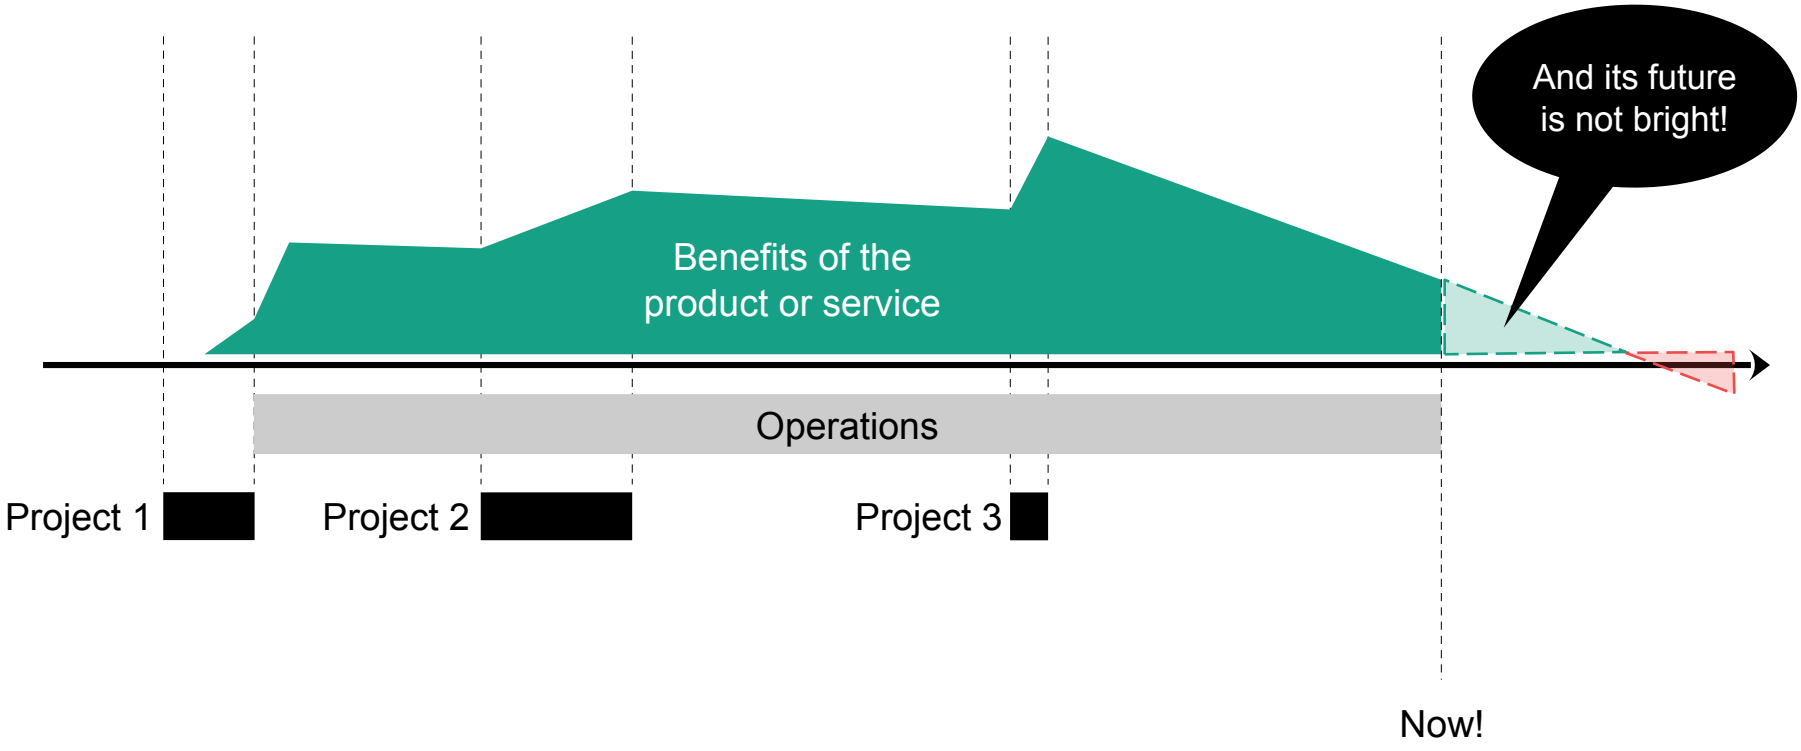 And its future
is not bright!
Benefits of the
product or service
Operations
Project 1
Project 2
Project 3
Now!